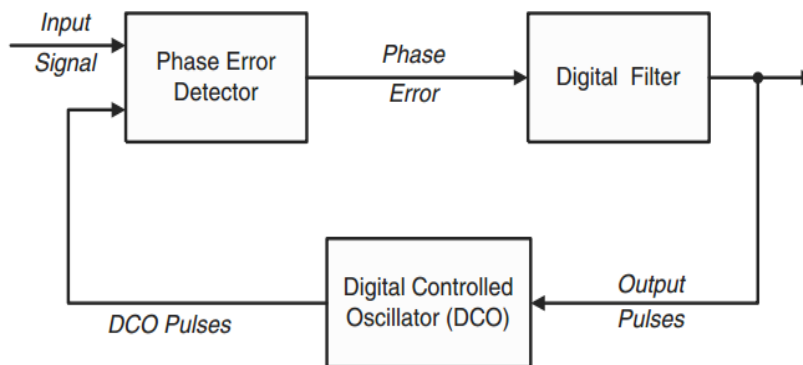 Input
Signal
Phase Error
Detector
Phase
Error
Digital Filter
Digital Controlled
Oscillator (DCO)
DCO Pulses
Output
Pulses